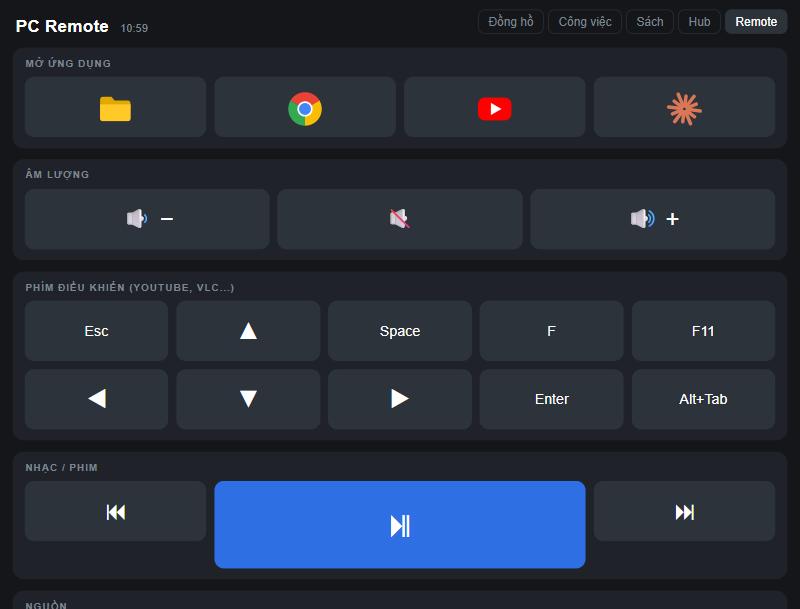 PC Remote 10:59 Đồng hồ Công việc Sách Hub Remote
MỞ ỨNG DỤNG
ÂM LƯỢNG
− +
PHÍM ĐIỀU KHIỂN (YOUTUBE, VLC...)
Esc ▲ Space F F11
◀ ▼ ▶ Enter Alt+Tab
NHẠC / PHIM
NGUỒN